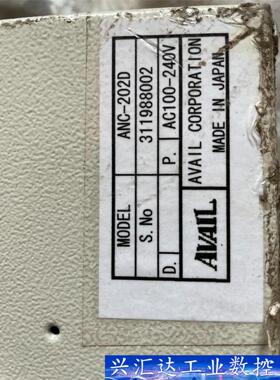 MODEL ANC-202D
S. No 311988002
D. P. AC100-240V
AVAIL AVAIL CORPORATION
MADE IN JAPAN
兴汇达工业数控